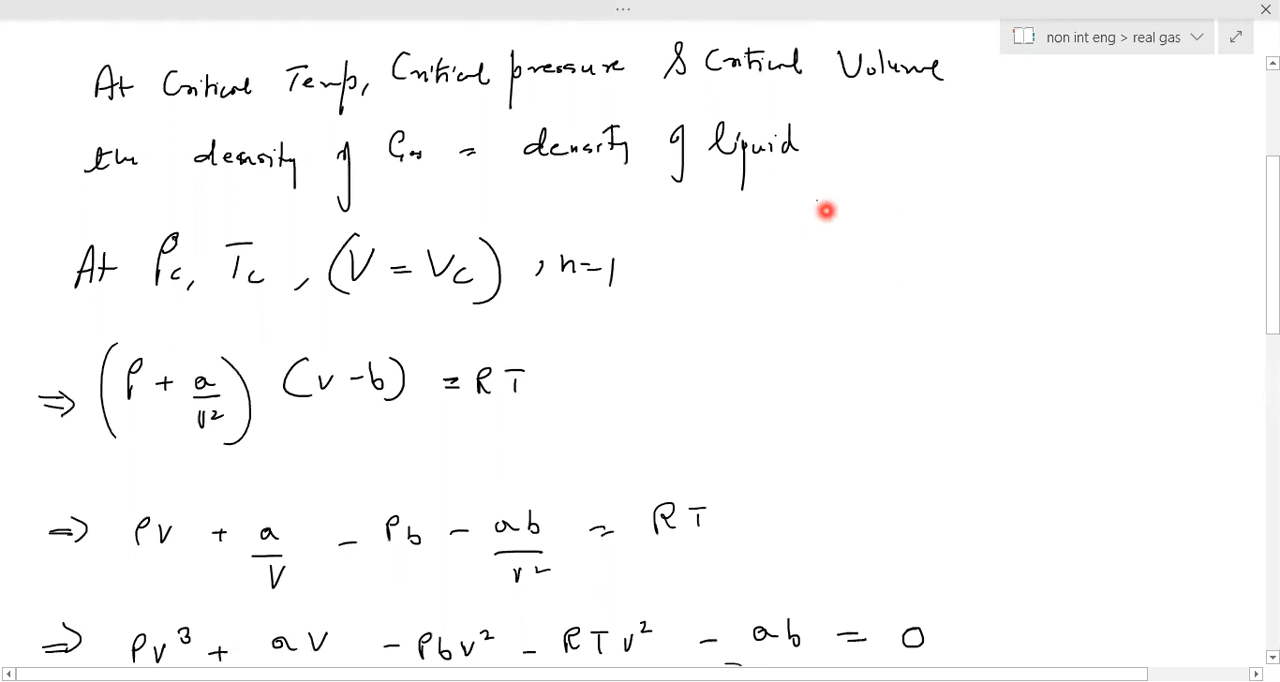 ...
non int eng > real gas
At Critical Temp, Critical pressure & Critical Volume
the density of Gas = density of liquid
At Pc, Tc, (V = Vc), n=1
⇒ (P + a/v²) (v - b) = RT
⇒ PV + a/V - Pb - ab/v² = RT
⇒ PV³ + aV - Pbv² - RTv² - ab = 0